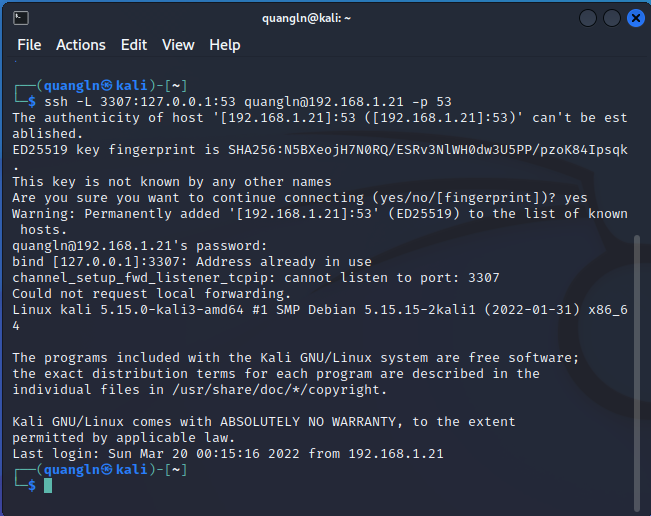 quangln@kali: ~
File Actions Edit View Help
┌──(quangln㉿kali)-[~]
└─$ ssh -L 3307:127.0.0.1:53 quangln@192.168.1.21 -p 53
The authenticity of host '[192.168.1.21]:53 ([192.168.1.21]:53)' can't be est
ablished.
ED25519 key fingerprint is SHA256:N5BXeojH7N0RQ/ESRv3NlWH0dw3U5PP/pzoK84Ipsqk
.
This key is not known by any other names
Are you sure you want to continue connecting (yes/no/[fingerprint])? yes
Warning: Permanently added '[192.168.1.21]:53' (ED25519) to the list of known
 hosts.
quangln@192.168.1.21's password:
bind [127.0.0.1]:3307: Address already in use
channel_setup_fwd_listener_tcpip: cannot listen to port: 3307
Could not request local forwarding.
Linux kali 5.15.0-kali3-amd64 #1 SMP Debian 5.15.15-2kali1 (2022-01-31) x86_6
4
The programs included with the Kali GNU/Linux system are free software;
the exact distribution terms for each program are described in the
individual files in /usr/share/doc/*/copyright.
Kali GNU/Linux comes with ABSOLUTELY NO WARRANTY, to the extent
permitted by applicable law.
Last login: Sun Mar 20 00:15:16 2022 from 192.168.1.21
┌──(quangln㉿kali)-[~]
└─$